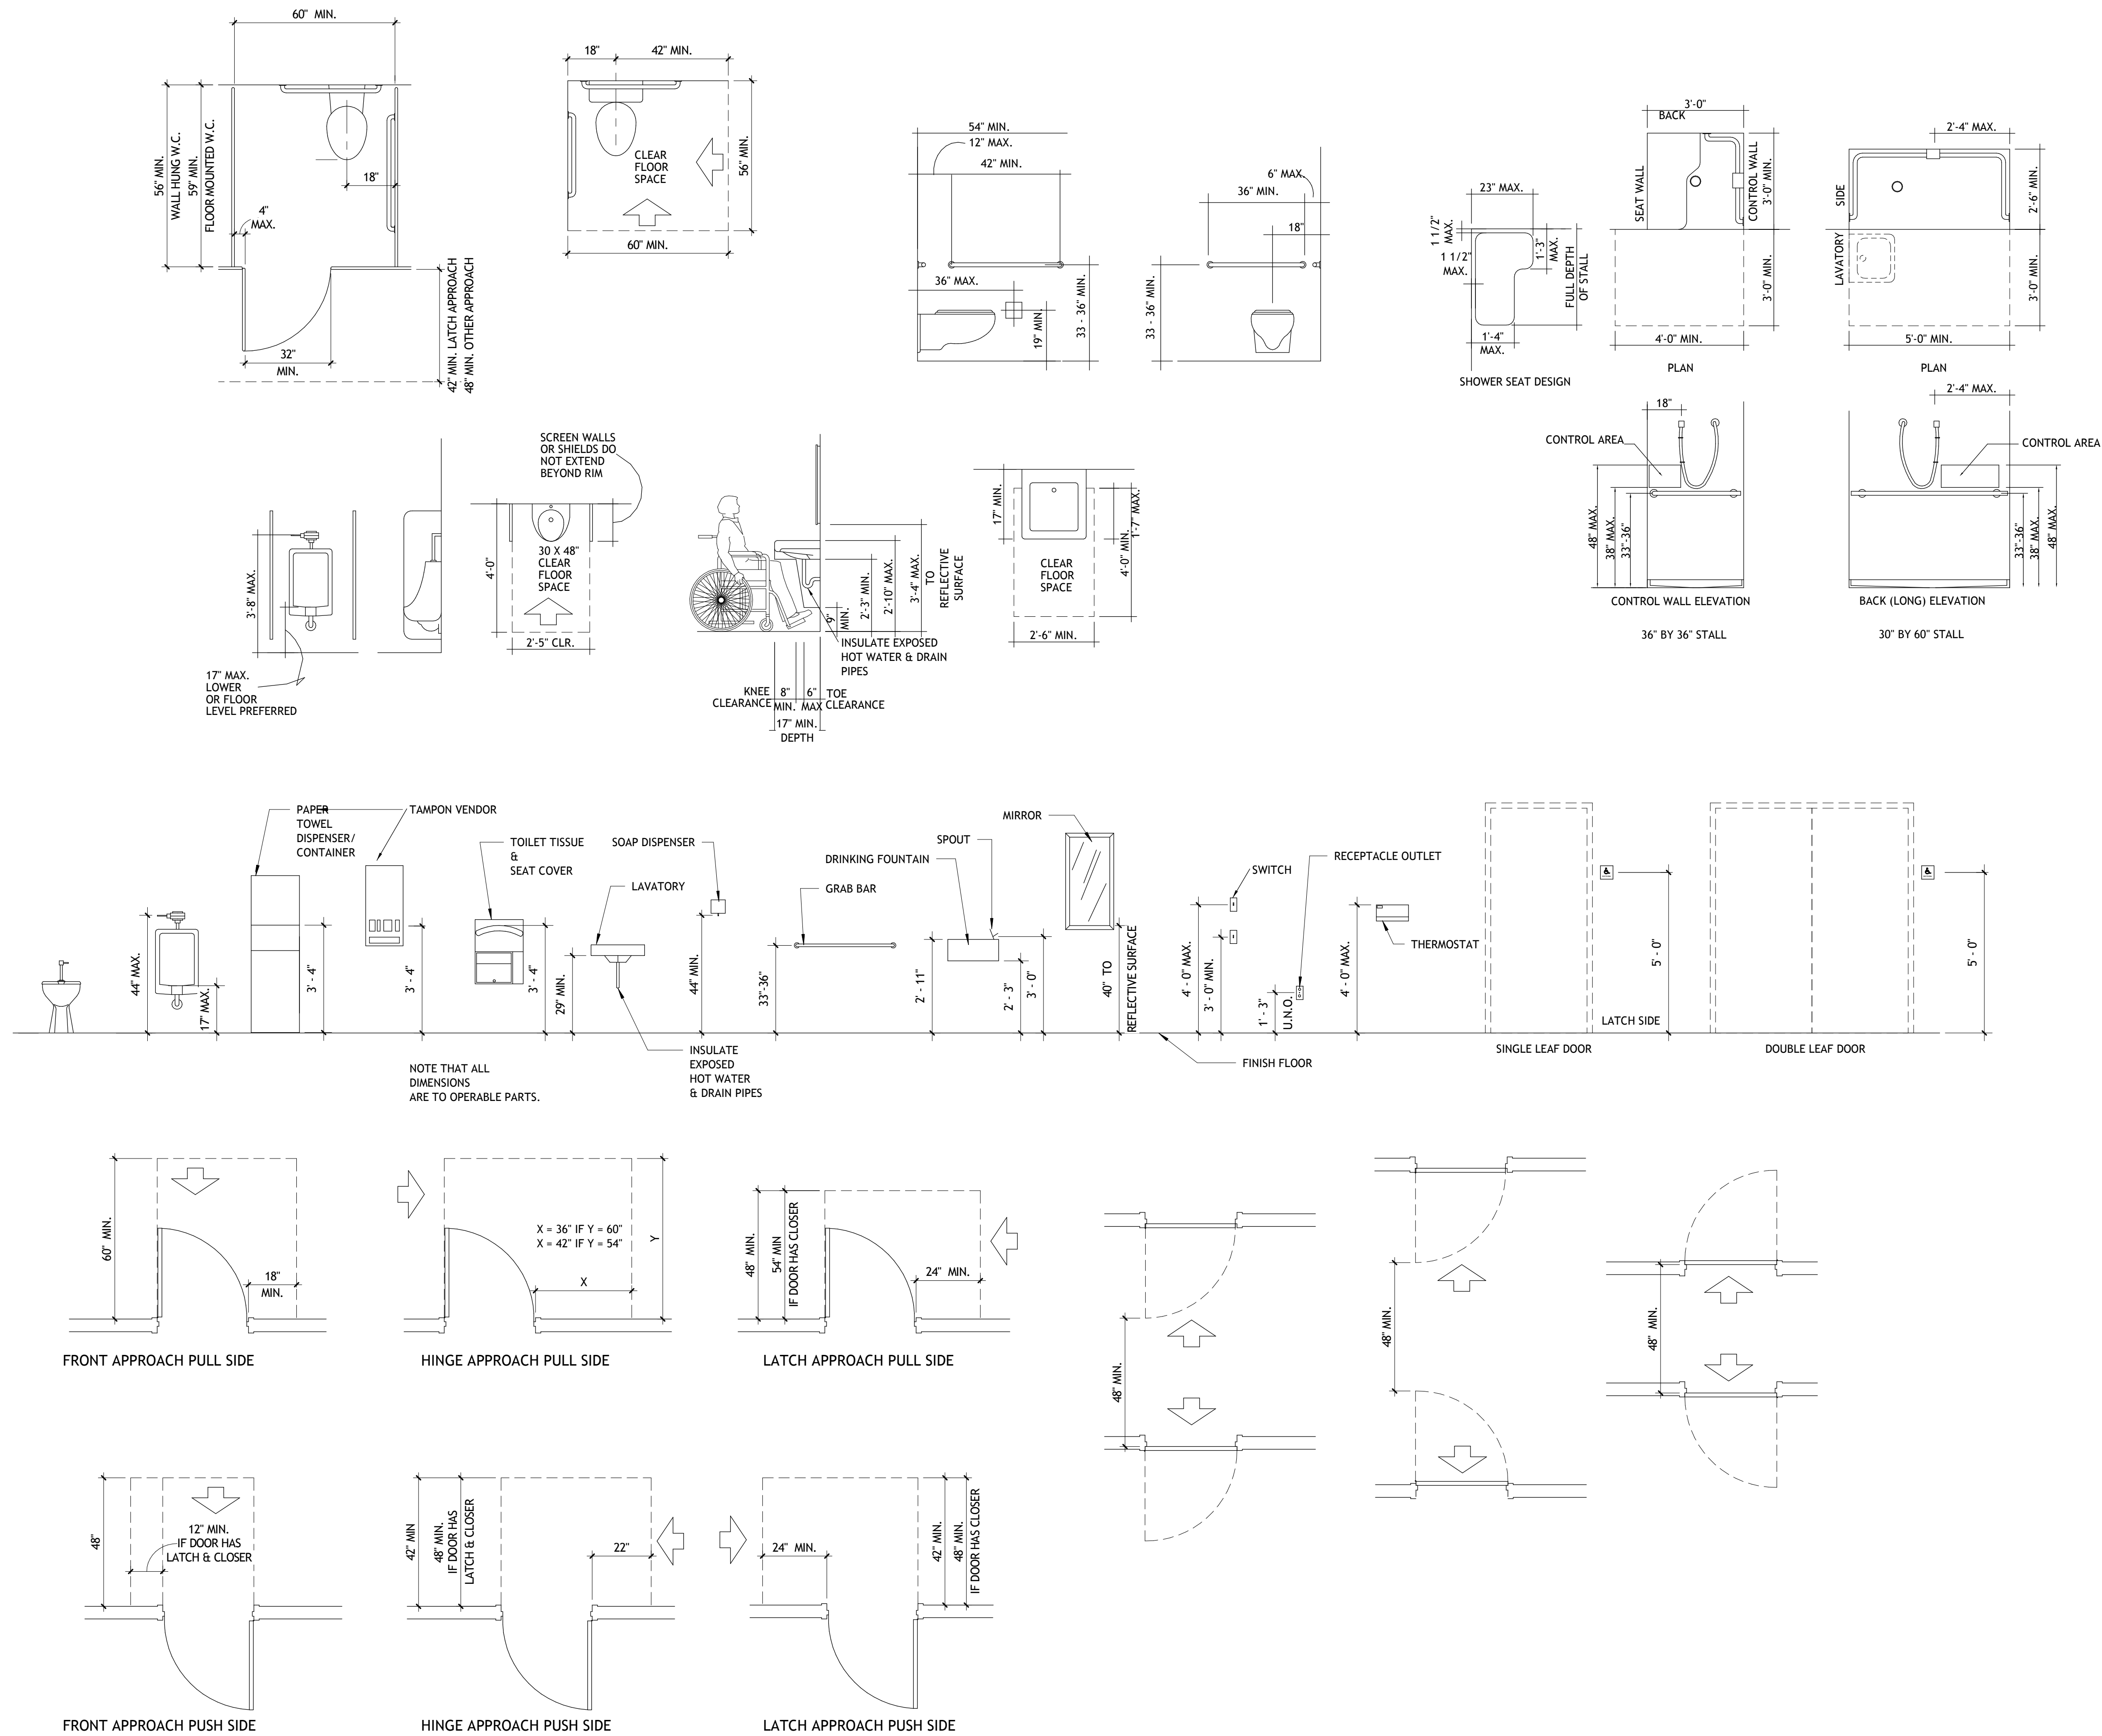 60" MIN.
56" MIN.
WALL HUNG W.C.
59" MIN.
FLOOR MOUNTED W.C.
4"
MAX.
18"
32"
MIN.
42" MIN. LATCH APPROACH
48" MIN. OTHER APPROACH
18"
42" MIN.
CLEAR
FLOOR
SPACE
56" MIN.
60" MIN.
54" MIN.
12" MAX.
42" MIN.
36" MAX.
19" MIN.
33 - 36" MIN.
6" MAX.
36" MIN.
18"
33 - 36" MIN.
23" MAX.
1 1/2"
MAX.
1 1/2"
MAX.
1'-3"
MAX.
FULL DEPTH
OF STALL
1'-4"
MAX.
SHOWER SEAT DESIGN
3'-0"
BACK
SEAT WALL
CONTROL WALL
3'-0" MIN.
3'-0" MIN.
4'-0" MIN.
PLAN
2'-4" MAX.
SIDE
LAVATORY
2'-6" MIN.
3'-0" MIN.
5'-0" MIN.
PLAN
18"
CONTROL AREA
48" MAX.
38" MAX.
33"-36"
CONTROL WALL ELEVATION
36" BY 36" STALL
2'-4" MAX.
CONTROL AREA
33"-36"
38" MAX.
48" MAX.
BACK (LONG) ELEVATION
30" BY 60" STALL
3'-8" MAX.
17" MAX.
LOWER
OR FLOOR
LEVEL PREFERRED
SCREEN WALLS
OR SHIELDS DO
NOT EXTEND
BEYOND RIM
4'-0"
30 X 48"
CLEAR
FLOOR
SPACE
2'-5" CLR.
9"
MIN.
2'-3" MIN.
2'-10" MAX.
3'-4" MAX.
TO
REFLECTIVE
SURFACE
INSULATE EXPOSED
HOT WATER & DRAIN
PIPES
KNEE
CLEARANCE
8"
MIN.
6"
MAX
TOE
CLEARANCE
17" MIN.
DEPTH
17" MIN.
CLEAR
FLOOR
SPACE
4'-0" MIN.
1'-7" MAX.
2'-6" MIN.
PAPER
TOWEL
DISPENSER/
CONTAINER
TAMPON VENDOR
TOILET TISSUE
&
SEAT COVER
SOAP DISPENSER
LAVATORY
DRINKING FOUNTAIN
GRAB BAR
SPOUT
MIRROR
SWITCH
RECEPTACLE OUTLET
THERMOSTAT
44" MAX.
17" MAX.
3' - 4"
3' - 4"
3' - 4"
29" MIN.
44" MIN.
33"-36"
2' - 11"
2' - 3"
3' - 0"
40" TO
REFLECTIVE SURFACE
4' - 0" MAX.
3' - 0" MIN.
1' - 3"
U.N.O.
4' - 0" MAX.
5' - 0"
5' - 0"
LATCH SIDE
SINGLE LEAF DOOR
DOUBLE LEAF DOOR
FINISH FLOOR
INSULATE
EXPOSED
HOT WATER
& DRAIN PIPES
NOTE THAT ALL
DIMENSIONS
ARE TO OPERABLE PARTS.
60" MIN.
18"
MIN.
FRONT APPROACH PULL SIDE
X = 36" IF Y = 60"
X = 42" IF Y = 54"
X
Y
HINGE APPROACH PULL SIDE
48" MIN.
54" MIN
IF DOOR HAS CLOSER
24" MIN.
LATCH APPROACH PULL SIDE
48" MIN.
48" MIN.
48" MIN.
48"
12" MIN.
IF DOOR HAS
LATCH & CLOSER
FRONT APPROACH PUSH SIDE
42" MIN
48" MIN.
IF DOOR HAS
LATCH & CLOSER
22"
HINGE APPROACH PUSH SIDE
24" MIN.
42" MIN.
48" MIN.
IF DOOR HAS CLOSER
LATCH APPROACH PUSH SIDE